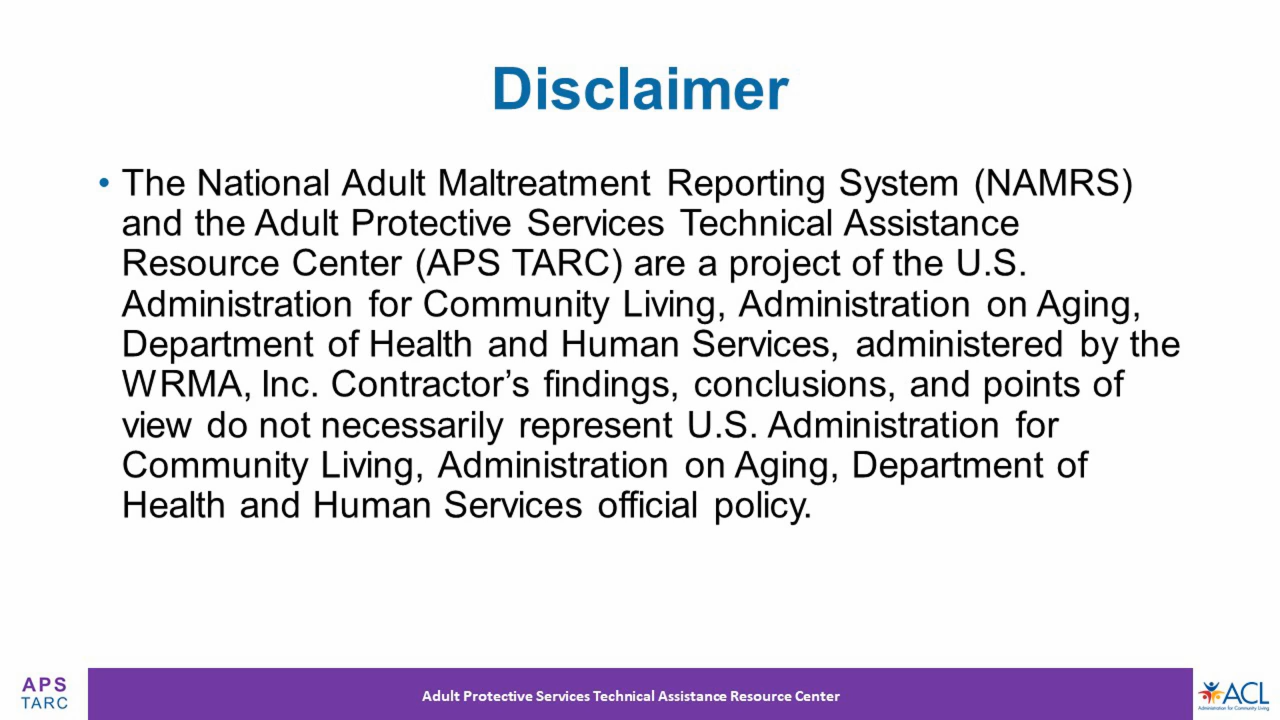 Disclaimer
• The National Adult Maltreatment Reporting System (NAMRS)
and the Adult Protective Services Technical Assistance
Resource Center (APS TARC) are a project of the U.S.
Administration for Community Living, Administration on Aging,
Department of Health and Human Services, administered by the
WRMA, Inc. Contractor’s findings, conclusions, and points of
view do not necessarily represent U.S. Administration for
Community Living, Administration on Aging, Department of
Health and Human Services official policy.
APS
TARC
Adult Protective Services Technical Assistance Resource Center
ACL
Administration for Community Living